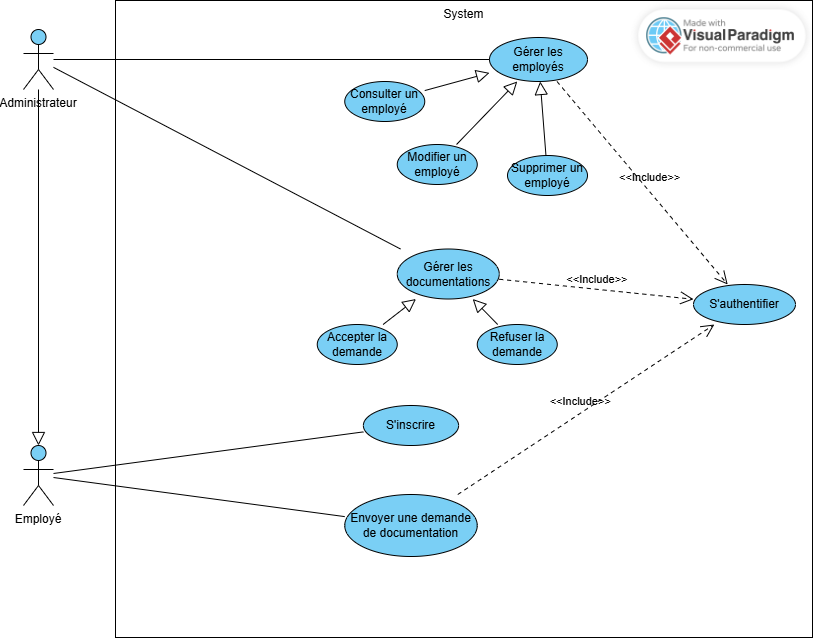 System
Made with
VisualParadigm
For non-commercial use
Administrateur
Gérer les
employés
Consulter un
employé
Modifier un
employé
Supprimer un
employé
<<Include>>
Gérer les
documentations
<<Include>>
S'authentifier
Accepter la
demande
Refuser la
demande
<<Include>>
S'inscrire
Employé
Envoyer une demande
de documentation